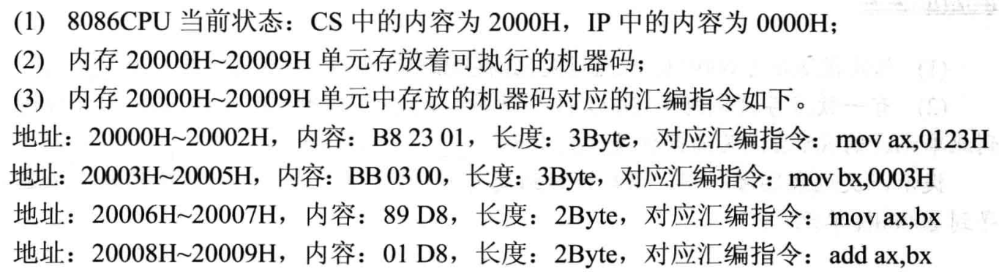 (1) 8086CPU 当前状态：CS 中的内容为 2000H，IP 中的内容为 0000H；
(2) 内存 20000H~20009H 单元存放着可执行的机器码；
(3) 内存 20000H~20009H 单元中存放的机器码对应的汇编指令如下。
地址：20000H~20002H，内容：B8 23 01，长度：3Byte，对应汇编指令：mov ax,0123H
地址：20003H~20005H，内容：BB 03 00，长度：3Byte，对应汇编指令：mov bx,0003H
地址：20006H~20007H，内容：89 D8，长度：2Byte，对应汇编指令：mov ax,bx
地址：20008H~20009H，内容：01 D8，长度：2Byte，对应汇编指令：add ax,bx